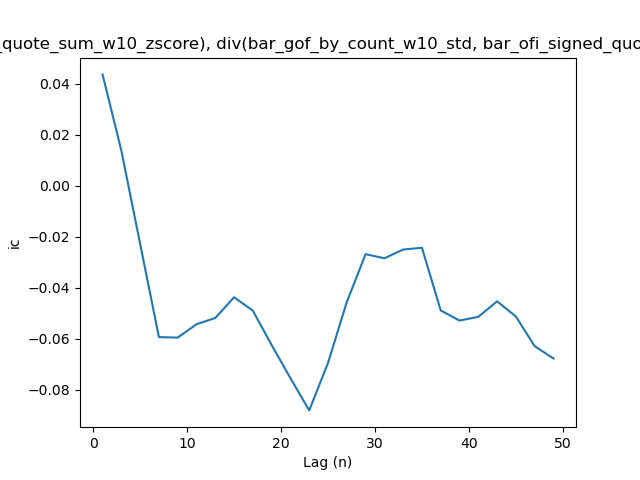 _quote_sum_w10_zscore), div(bar_gof_by_count_w10_std, bar_ofi_signed_quo
0.04
0.02
0.00
−0.02
−0.04
−0.06
−0.08
ic
0 10 20 30 40 50
Lag (n)